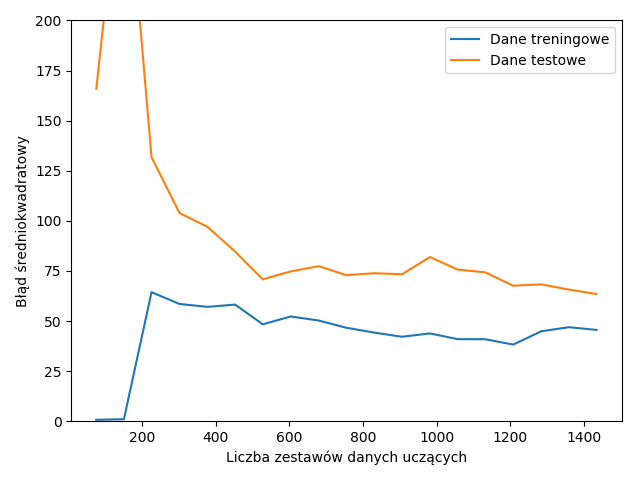 200
175
150
125
100
75
50
25
0
Błąd średniokwadratowy
Dane treningowe
Dane testowe
200 400 600 800 1000 1200 1400
Liczba zestawów danych uczących